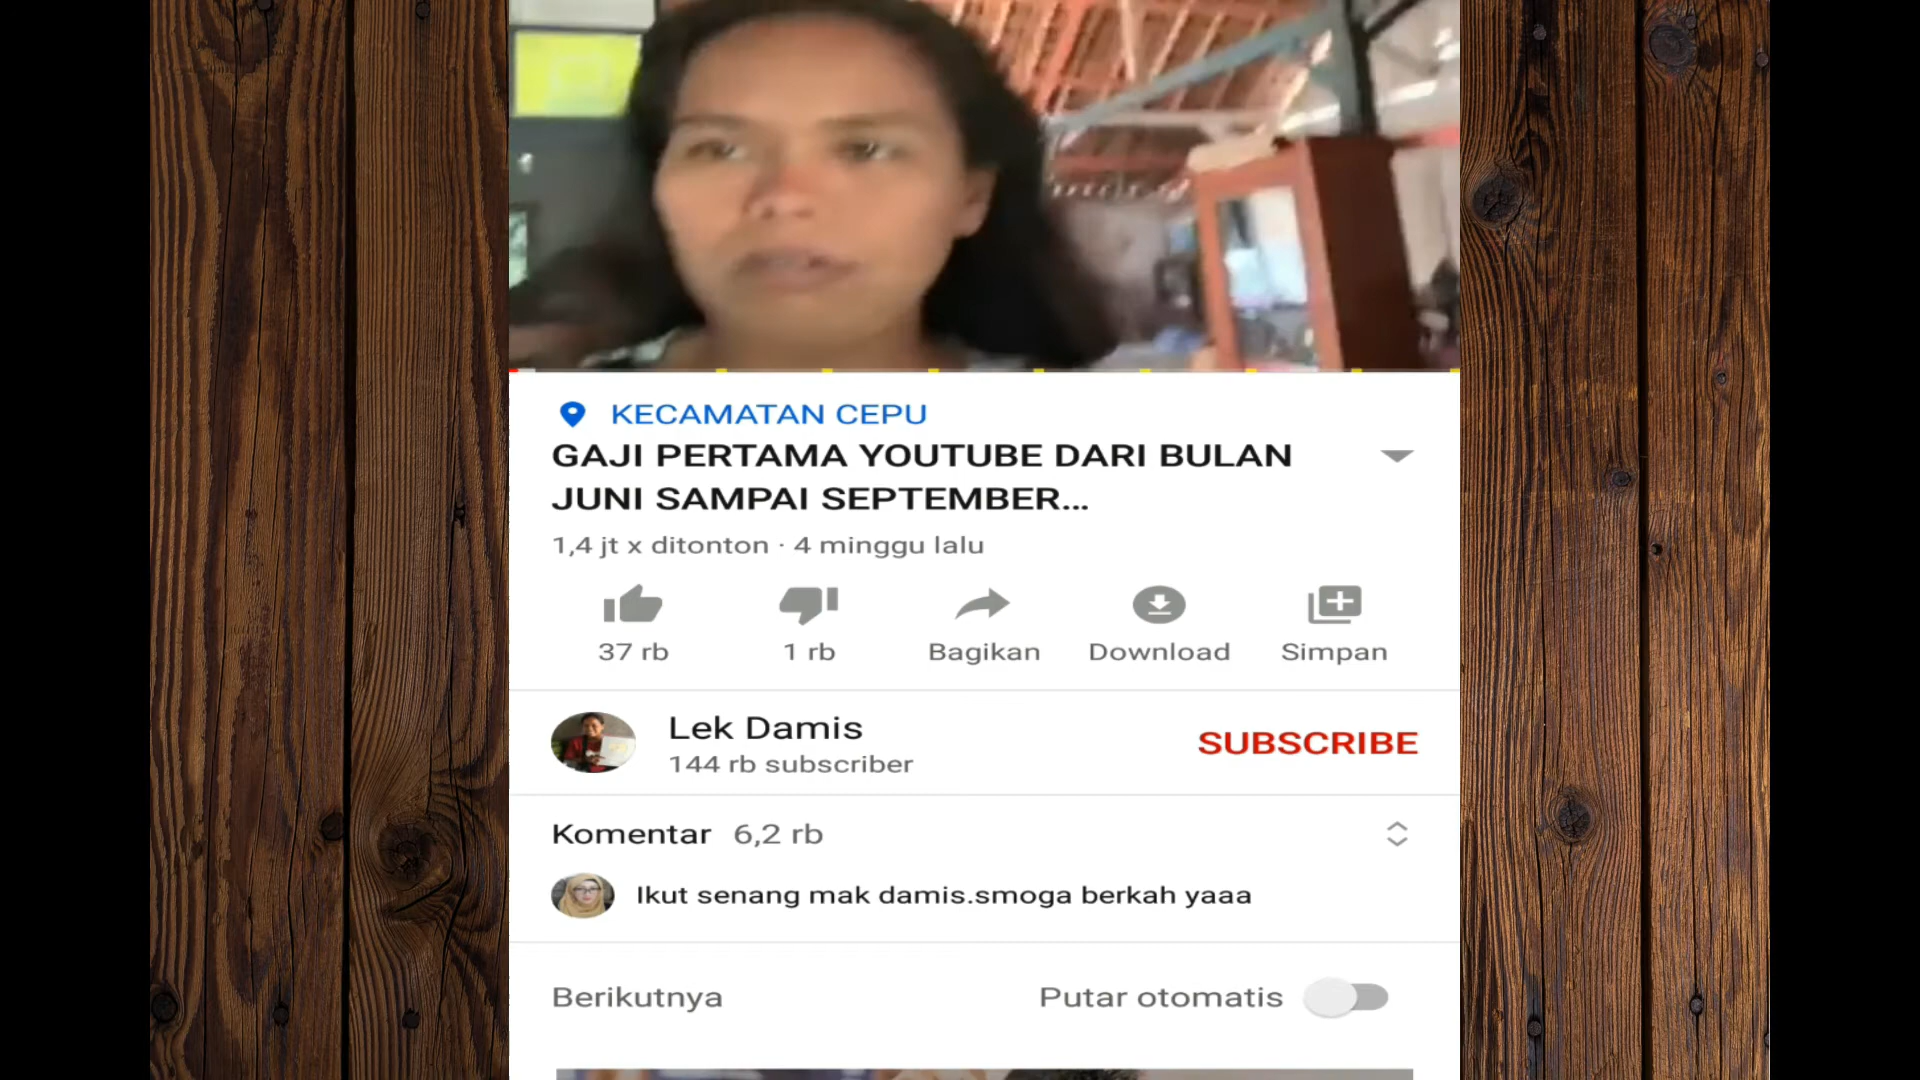 KECAMATAN CEPU
GAJI PERTAMA YOUTUBE DARI BULAN
JUNI SAMPAI SEPTEMBER...
1,4 jt x ditonton · 4 minggu lalu
37 rb
1 rb
Bagikan
Download
Simpan
Lek Damis
144 rb subscriber
SUBSCRIBE
Komentar 6,2 rb
Ikut senang mak damis.smoga berkah yaaa
Berikutnya
Putar otomatis